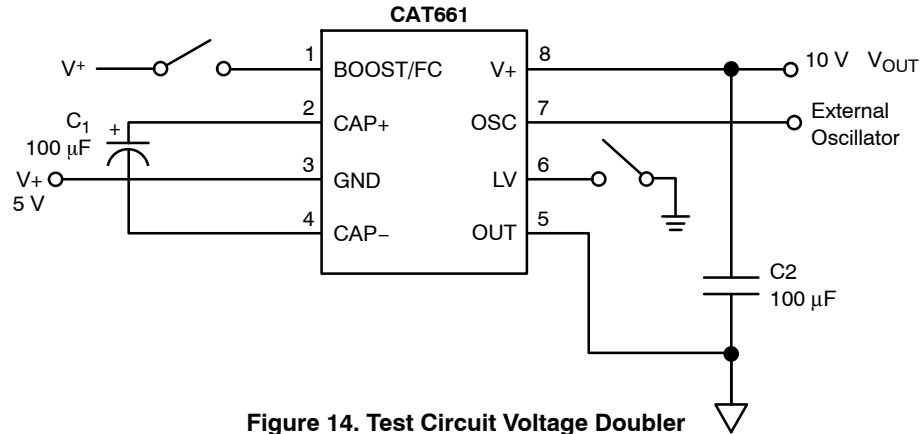 CAT661
V+
1
BOOST/FC
V+
8
10 V VOUT
C1
100 μF
+
2
CAP+
OSC
7
External
Oscillator
V+
5 V
3
GND
LV
6
4
CAP−
OUT
5
C2
100 μF
Figure 14. Test Circuit Voltage Doubler